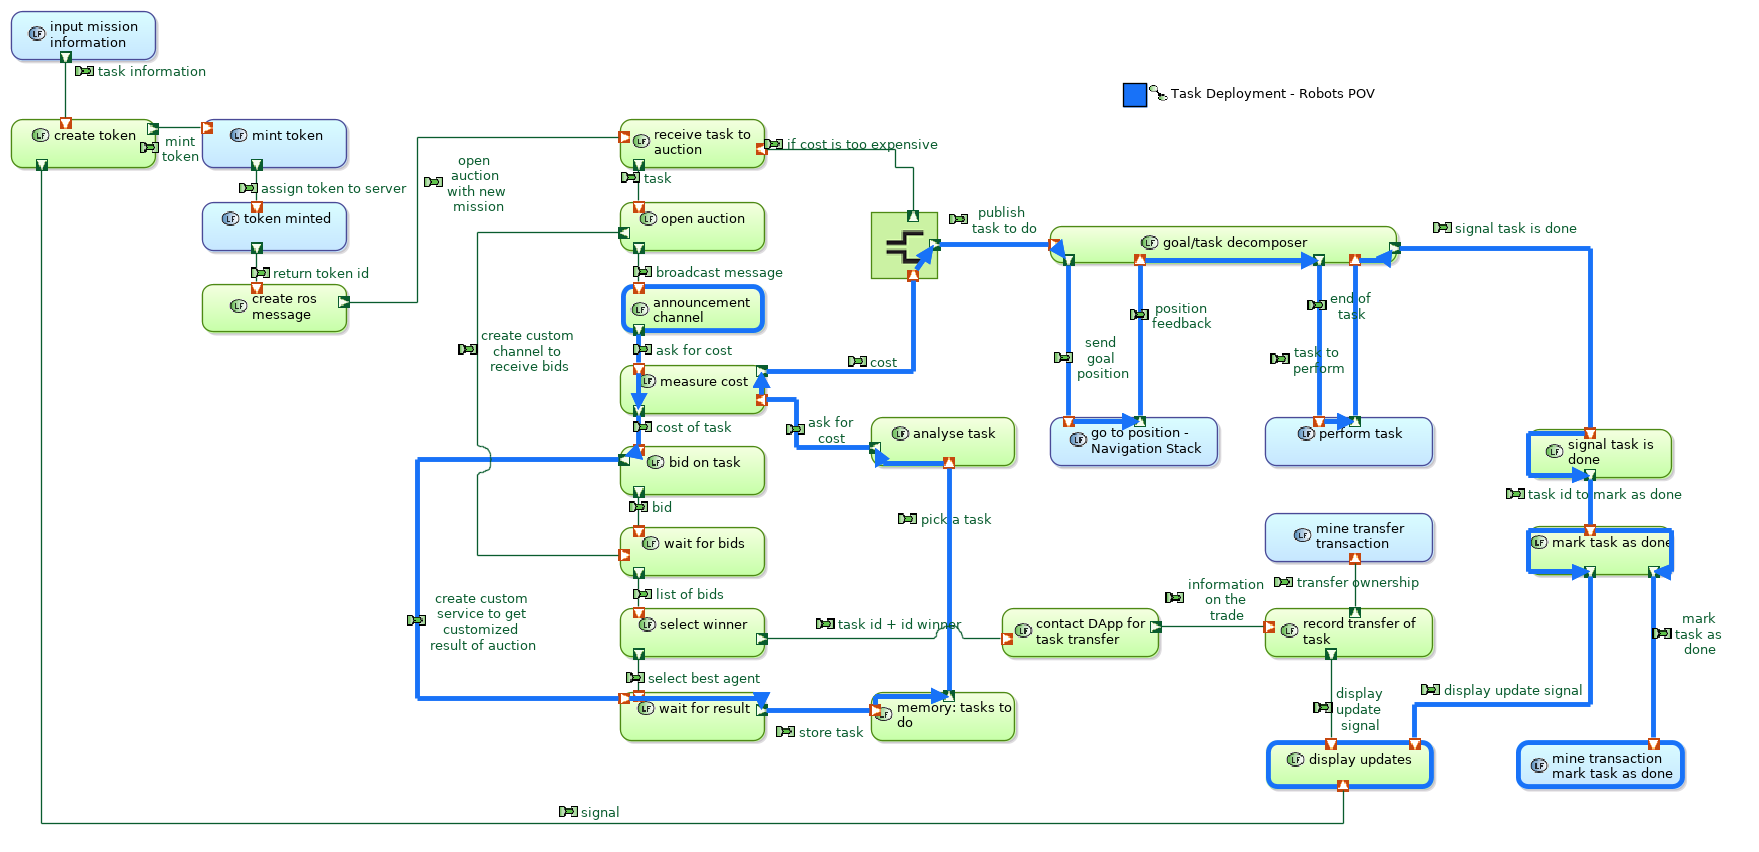 input mission
information
task information
Task Deployment - Robots POV
create token
mint
token
mint token
assign token to server
token minted
return token id
create ros
message
open
auction
with new
mission
receive task to
auction
if cost is too expensive
task
open auction
broadcast message
announcement
channel
ask for cost
create custom
channel to
receive bids
measure cost
cost
cost of task
ask for
cost
bid on task
bid
wait for bids
list of bids
select winner
task id + id winner
select best agent
create custom
service to get
customized
result of auction
wait for result
store task
memory: tasks to
do
pick a task
analyse task
publish
task to do
goal/task decomposer
signal task is done
send
goal
position
position
feedback
end of
task
task to
perform
go to position -
Navigation Stack
perform task
signal task is
done
task id to mark as done
mark task as done
mine transfer
transaction
transfer ownership
information
on the
trade
contact DApp for
task transfer
record transfer of
task
mark
task as
done
display
update
signal
display update signal
display updates
mine transaction
mark task as done
signal